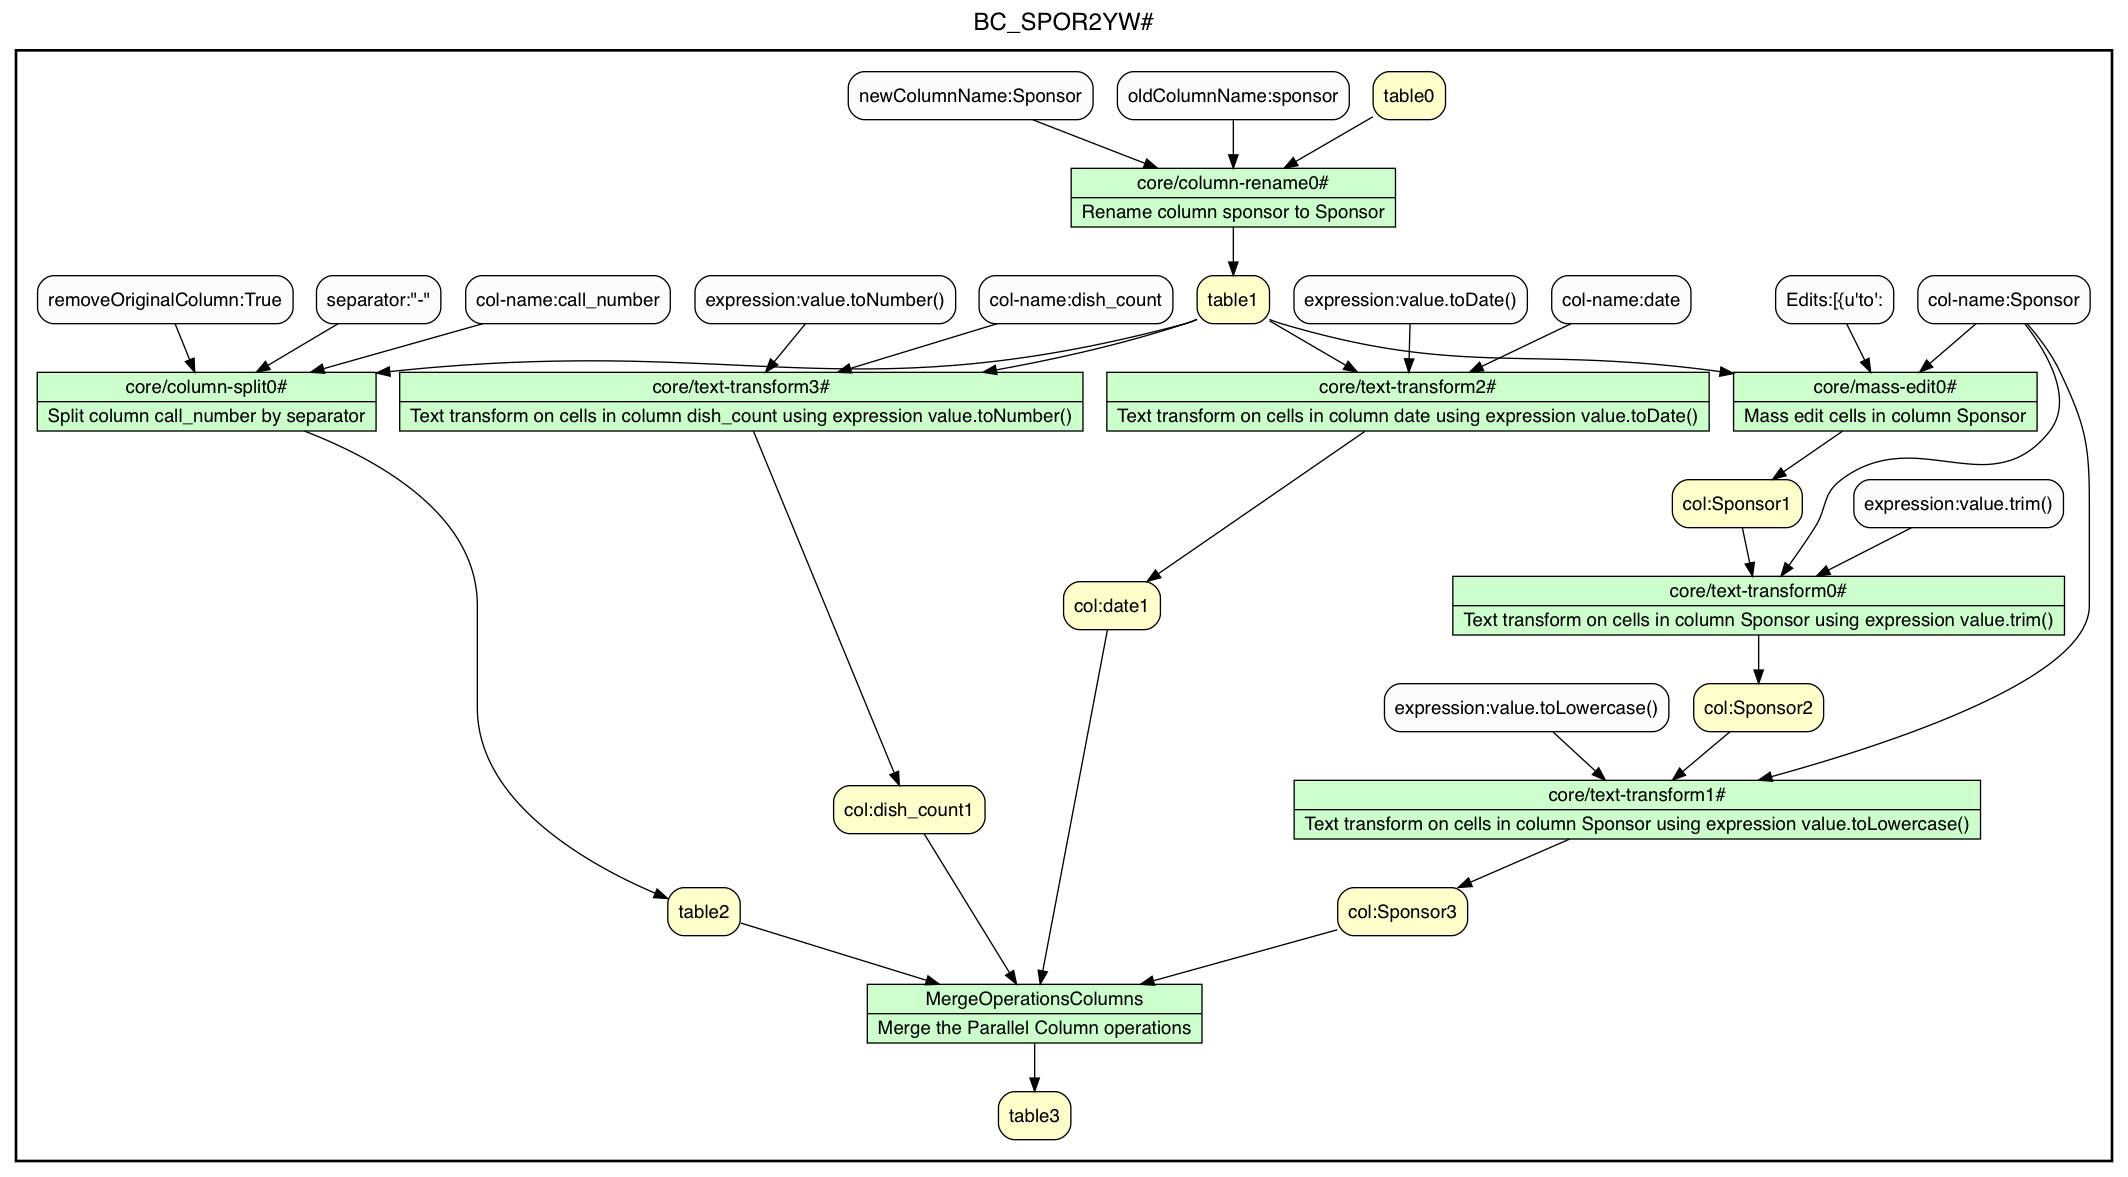 BC_SPOR2YW#
newColumnName:Sponsor
oldColumnName:sponsor
table0
core/column-rename0#
Rename column sponsor to Sponsor
removeOriginalColumn:True
separator:"-"
col-name:call_number
expression:value.toNumber()
col-name:dish_count
table1
expression:value.toDate()
col-name:date
Edits:[{u'to':
col-name:Sponsor
core/column-split0#
Split column call_number by separator
core/text-transform3#
Text transform on cells in column dish_count using expression value.toNumber()
core/text-transform2#
Text transform on cells in column date using expression value.toDate()
core/mass-edit0#
Mass edit cells in column Sponsor
col:Sponsor1
expression:value.trim()
col:date1
core/text-transform0#
Text transform on cells in column Sponsor using expression value.trim()
expression:value.toLowercase()
col:Sponsor2
col:dish_count1
core/text-transform1#
Text transform on cells in column Sponsor using expression value.toLowercase()
table2
col:Sponsor3
MergeOperationsColumns
Merge the Parallel Column operations
table3